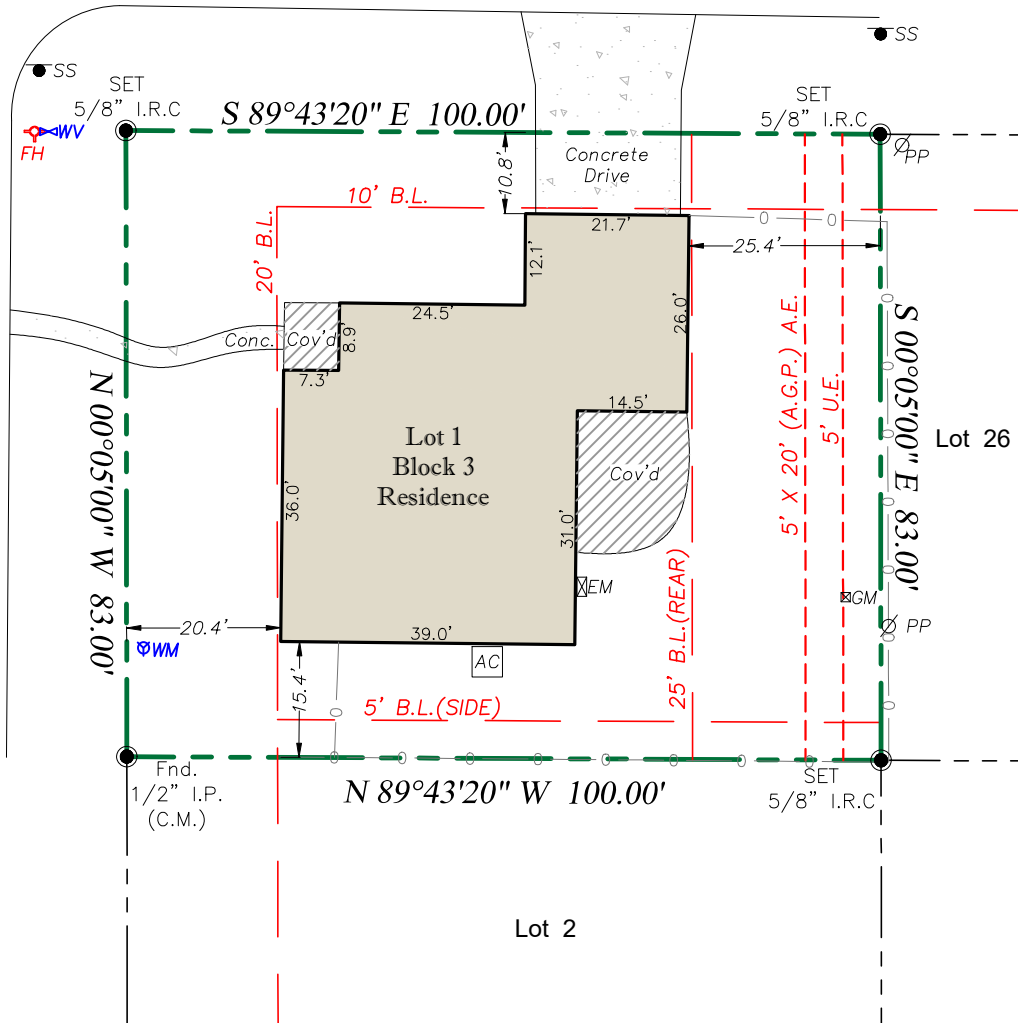 SS
SS
SET
5/8" I.R.C
S 89°43'20" E 100.00'
SET
5/8" I.R.C
WV
FH
PP
Concrete
Drive
10.8'
10' B.L.
20' B.L.
21.7'
25.4'
12.1'
24.5'
26.0'
Conc.
Cov'd
8.9
7.3'
14.5'
5' X 20' (A.G.P.) A.E.
5' U.E.
S 00°05'00" E 83.00'
Lot 26
N 00°05'00" W 83.00'
Lot 1
Block 3
Residence
Cov'd
36.0'
31.0'
EM
GM
PP
20.4'
WM
39.0'
AC
15.4'
25' B.L.(REAR)
5' B.L.(SIDE)
Fnd.
1/2" I.P.
(C.M.)
N 89°43'20" W 100.00'
SET
5/8" I.R.C
Lot 2